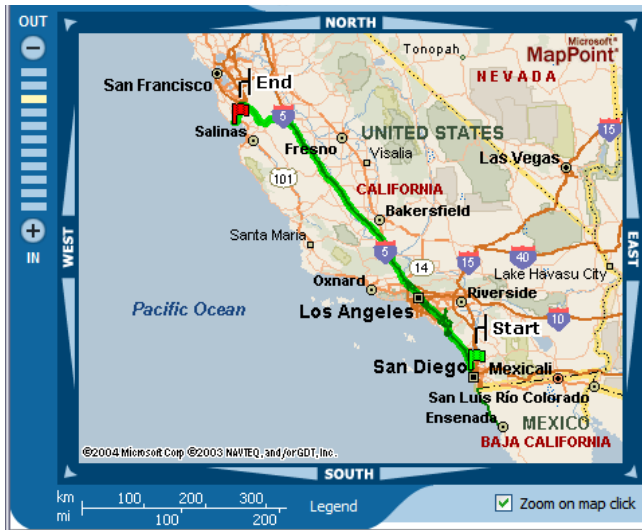 OUT
NORTH
Microsoft®
MapPoint®
Tonopah
NEVADA
San Francisco
End
5
15
Salinas
UNITED STATES
Fresno
Visalia
Las Vegas
101
CALIFORNIA
Bakersfield
IN
WEST
EAST
Santa Maria
5
14
15
40
Lake Havasu City
Oxnard
Riverside
Pacific Ocean
Los Angeles
10
Start
San Diego
Mexicali
San Luis Río Colorado
Ensenada
MEXICO
BAJA CALIFORNIA
©2004 Microsoft Corp ©2003 NAVTEQ, and/or GDT, Inc.
SOUTH
km 100 200 300
mi 100 200
Legend
Zoom on map click